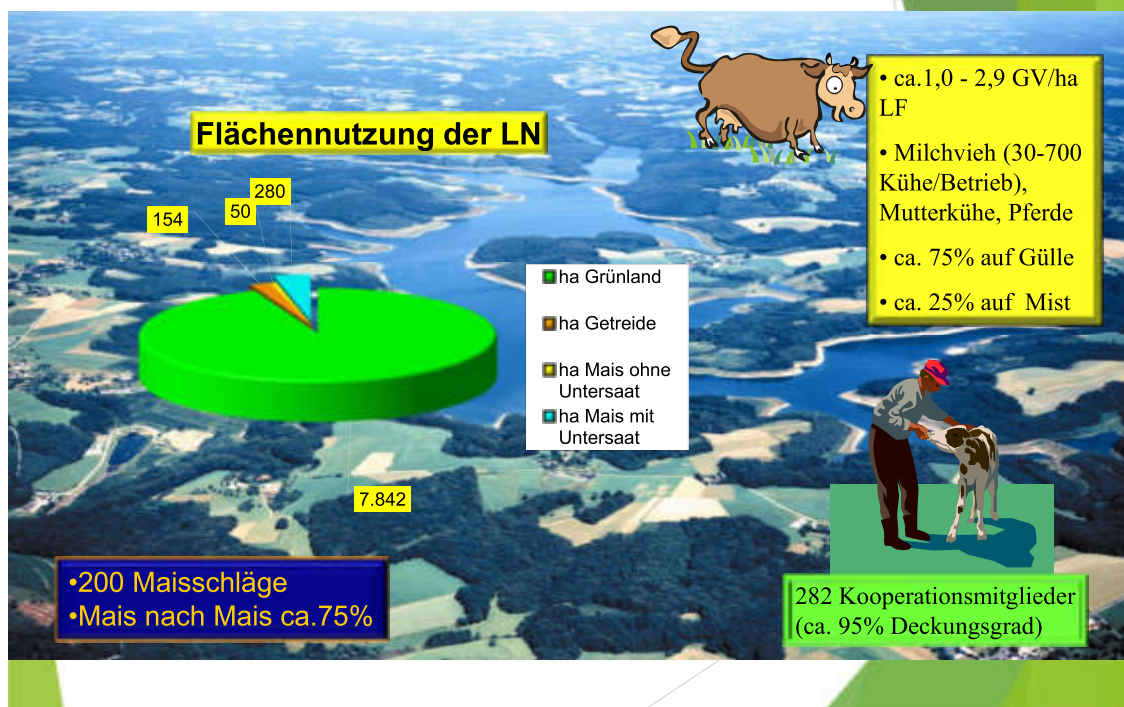 Flächennutzung der LN
280
50
154
7.842
ha Grünland
ha Getreide
ha Mais ohne
Untersaat
ha Mais mit
Untersaat
• ca.1,0 - 2,9 GV/ha
LF
• Milchvieh (30-700
Kühe/Betrieb),
Mutterkühe, Pferde
• ca. 75% auf Gülle
• ca. 25% auf  Mist
•200 Maisschläge
•Mais nach Mais ca.75%
282 Kooperationsmitglieder
(ca. 95% Deckungsgrad)